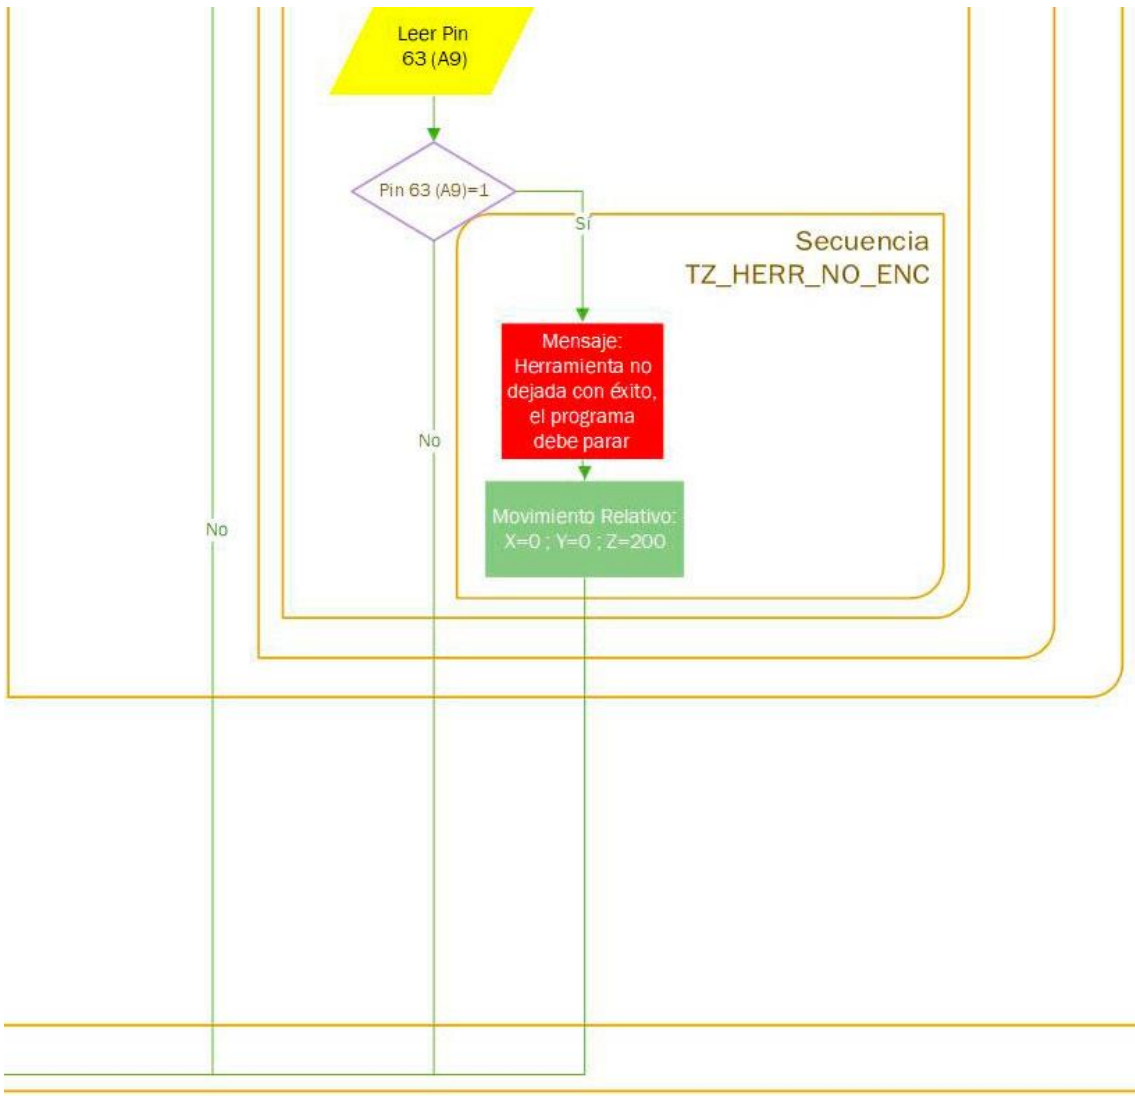 Leer Pin
63 (A9)
Pin 63 (A9)=1
Sí
Secuencia
TZ_HERR_NO_ENC
Mensaje:
Herramienta no
dejada con éxito,
el programa
debe parar
No
Movimiento Relativo:
X=0 ; Y=0 ; Z=200
No